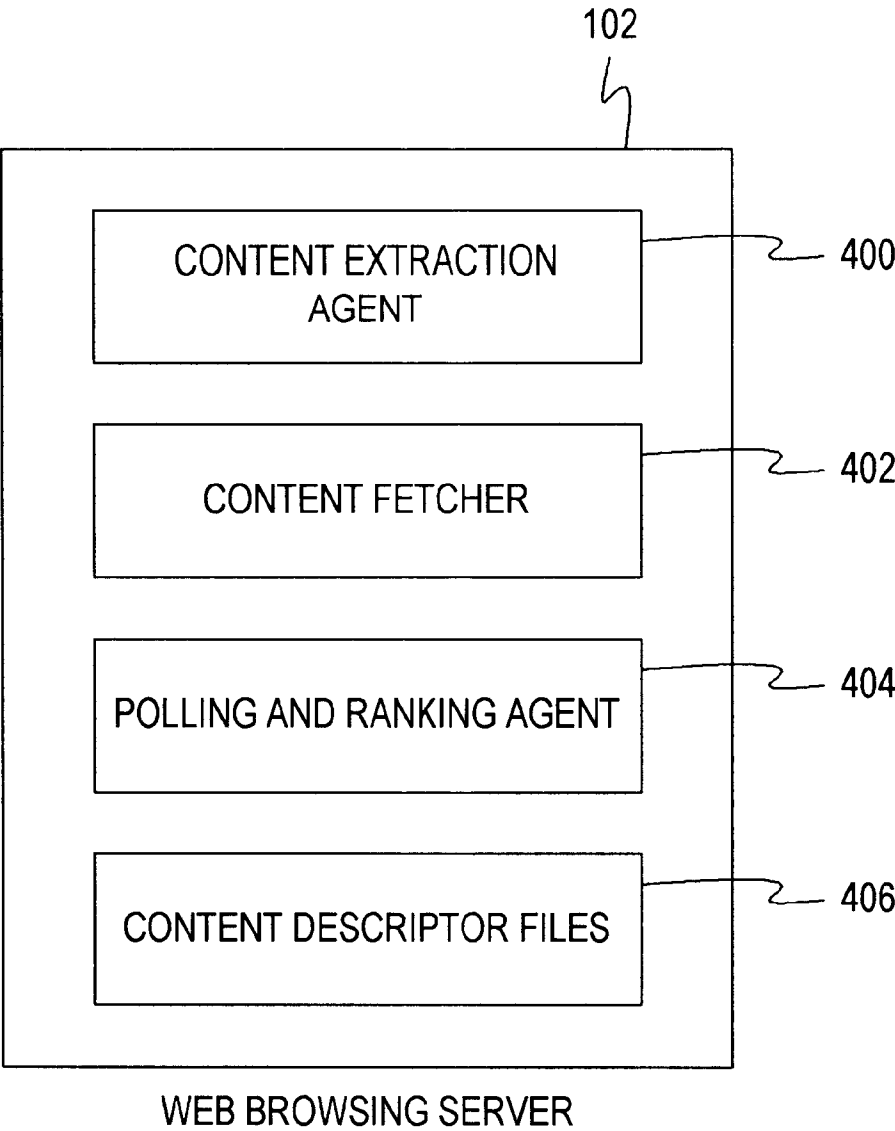 102
CONTENT EXTRACTION
AGENT
400
CONTENT FETCHER
402
POLLING AND RANKING AGENT
404
CONTENT DESCRIPTOR FILES
406
WEB BROWSING SERVER